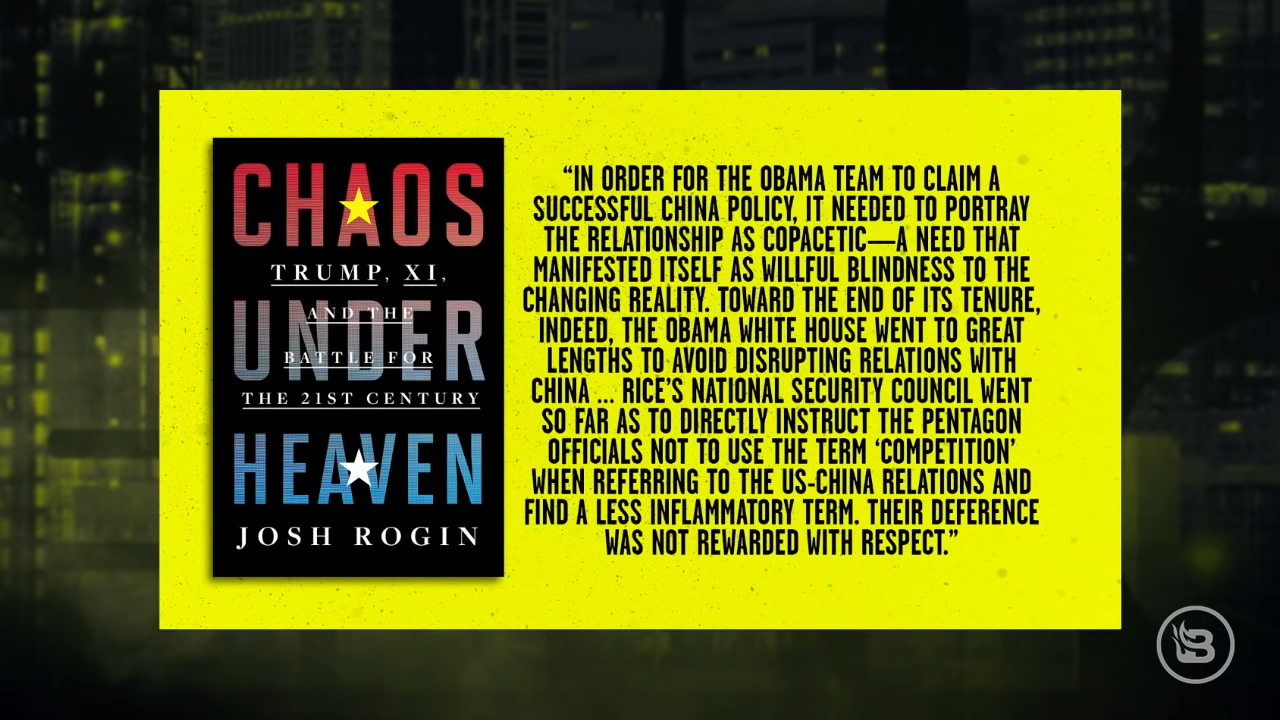 CHAOS
TRUMP, XI,
AND THE
UNDER
BATTLE FOR
THE 21ST CENTURY
HEAVEN
JOSH ROGIN
“IN ORDER FOR THE OBAMA TEAM TO CLAIM A
SUCCESSFUL CHINA POLICY, IT NEEDED TO PORTRAY
THE RELATIONSHIP AS COPACETIC—A NEED THAT
MANIFESTED ITSELF AS WILLFUL BLINDNESS TO THE
CHANGING REALITY. TOWARD THE END OF ITS TENURE,
INDEED, THE OBAMA WHITE HOUSE WENT TO GREAT
LENGTHS TO AVOID DISRUPTING RELATIONS WITH
CHINA ... RICE’S NATIONAL SECURITY COUNCIL WENT
SO FAR AS TO DIRECTLY INSTRUCT THE PENTAGON
OFFICIALS NOT TO USE THE TERM ‘COMPETITION’
WHEN REFERRING TO THE US-CHINA RELATIONS AND
FIND A LESS INFLAMMATORY TERM. THEIR DEFERENCE
WAS NOT REWARDED WITH RESPECT.”
B